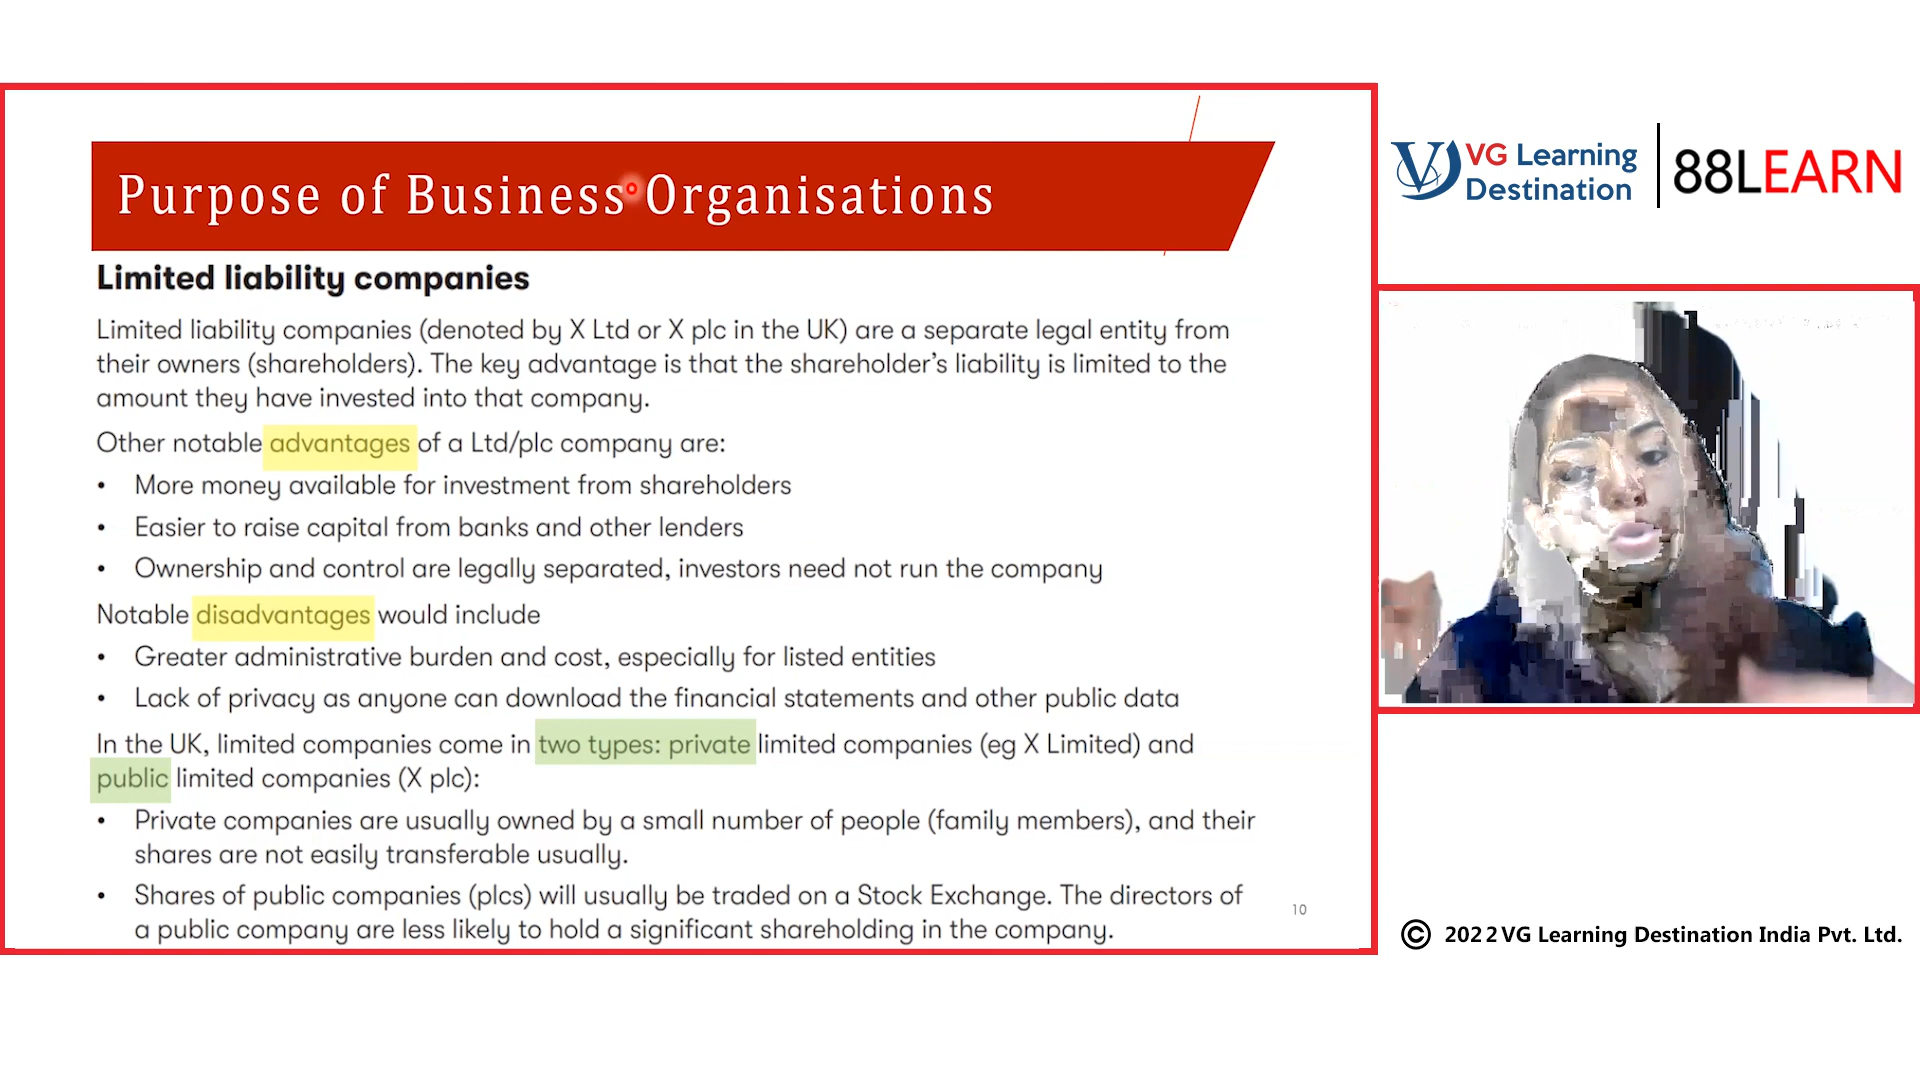 Purpose of Business Organisations
Limited liability companies
Limited liability companies (denoted by X Ltd or X plc in the UK) are a separate legal entity from
their owners (shareholders). The key advantage is that the shareholder’s liability is limited to the
amount they have invested into that company.
Other notable advantages of a Ltd/plc company are:
• More money available for investment from shareholders
• Easier to raise capital from banks and other lenders
• Ownership and control are legally separated, investors need not run the company
Notable disadvantages would include
• Greater administrative burden and cost, especially for listed entities
• Lack of privacy as anyone can download the financial statements and other public data
In the UK, limited companies come in two types: private limited companies (eg X Limited) and
public limited companies (X plc):
• Private companies are usually owned by a small number of people (family members), and their
shares are not easily transferable usually.
• Shares of public companies (plcs) will usually be traded on a Stock Exchange. The directors of
a public company are less likely to hold a significant shareholding in the company.
10
VG Learning
Destination
88LEARN
© 2022 VG Learning Destination India Pvt. Ltd.